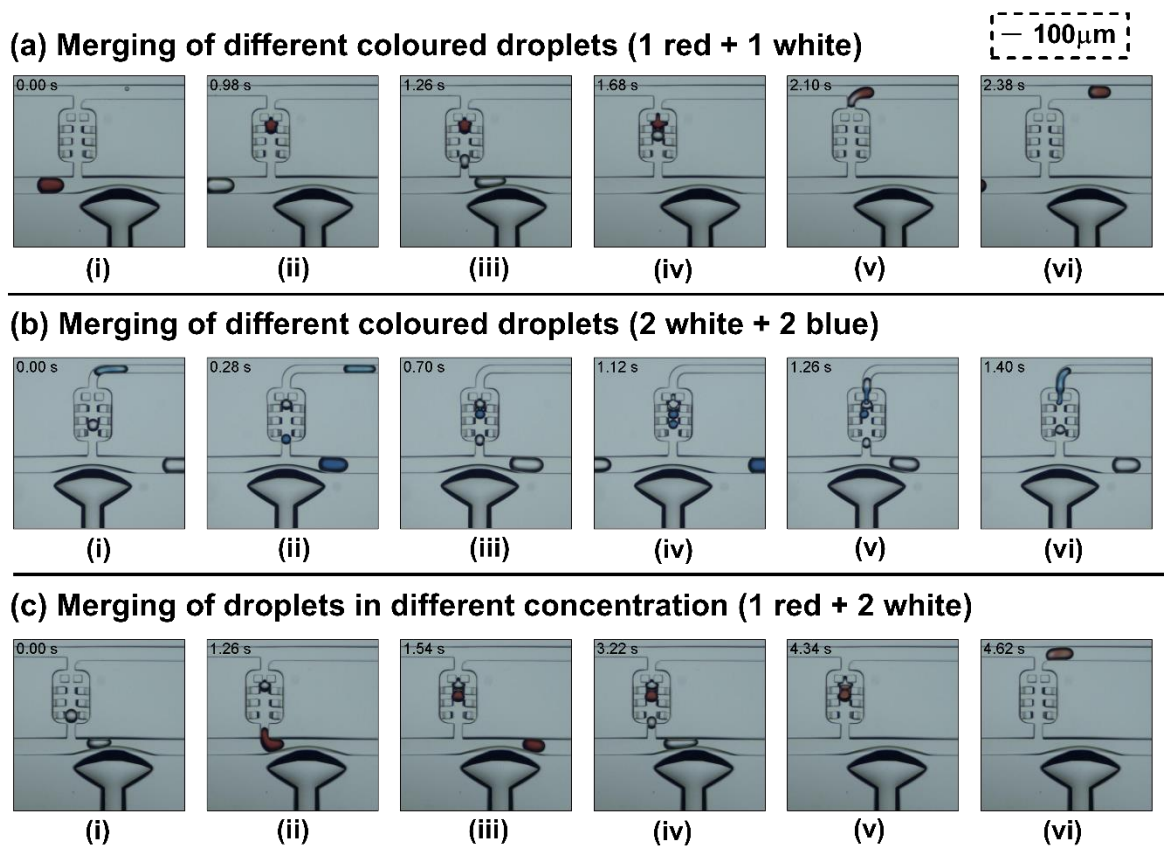 (a) Merging of different coloured droplets (1 red + 1 white)
100μm
0.00 s
0.98 s
1.26 s
1.68 s
2.10 s
2.38 s
(i)
(ii)
(iii)
(iv)
(v)
(vi)
(b) Merging of different coloured droplets (2 white + 2 blue)
0.00 s
0.28 s
0.70 s
1.12 s
1.26 s
1.40 s
(i)
(ii)
(iii)
(iv)
(v)
(vi)
(c) Merging of droplets in different concentration (1 red + 2 white)
0.00 s
1.26 s
1.54 s
3.22 s
4.34 s
4.62 s
(i)
(ii)
(iii)
(iv)
(v)
(vi)